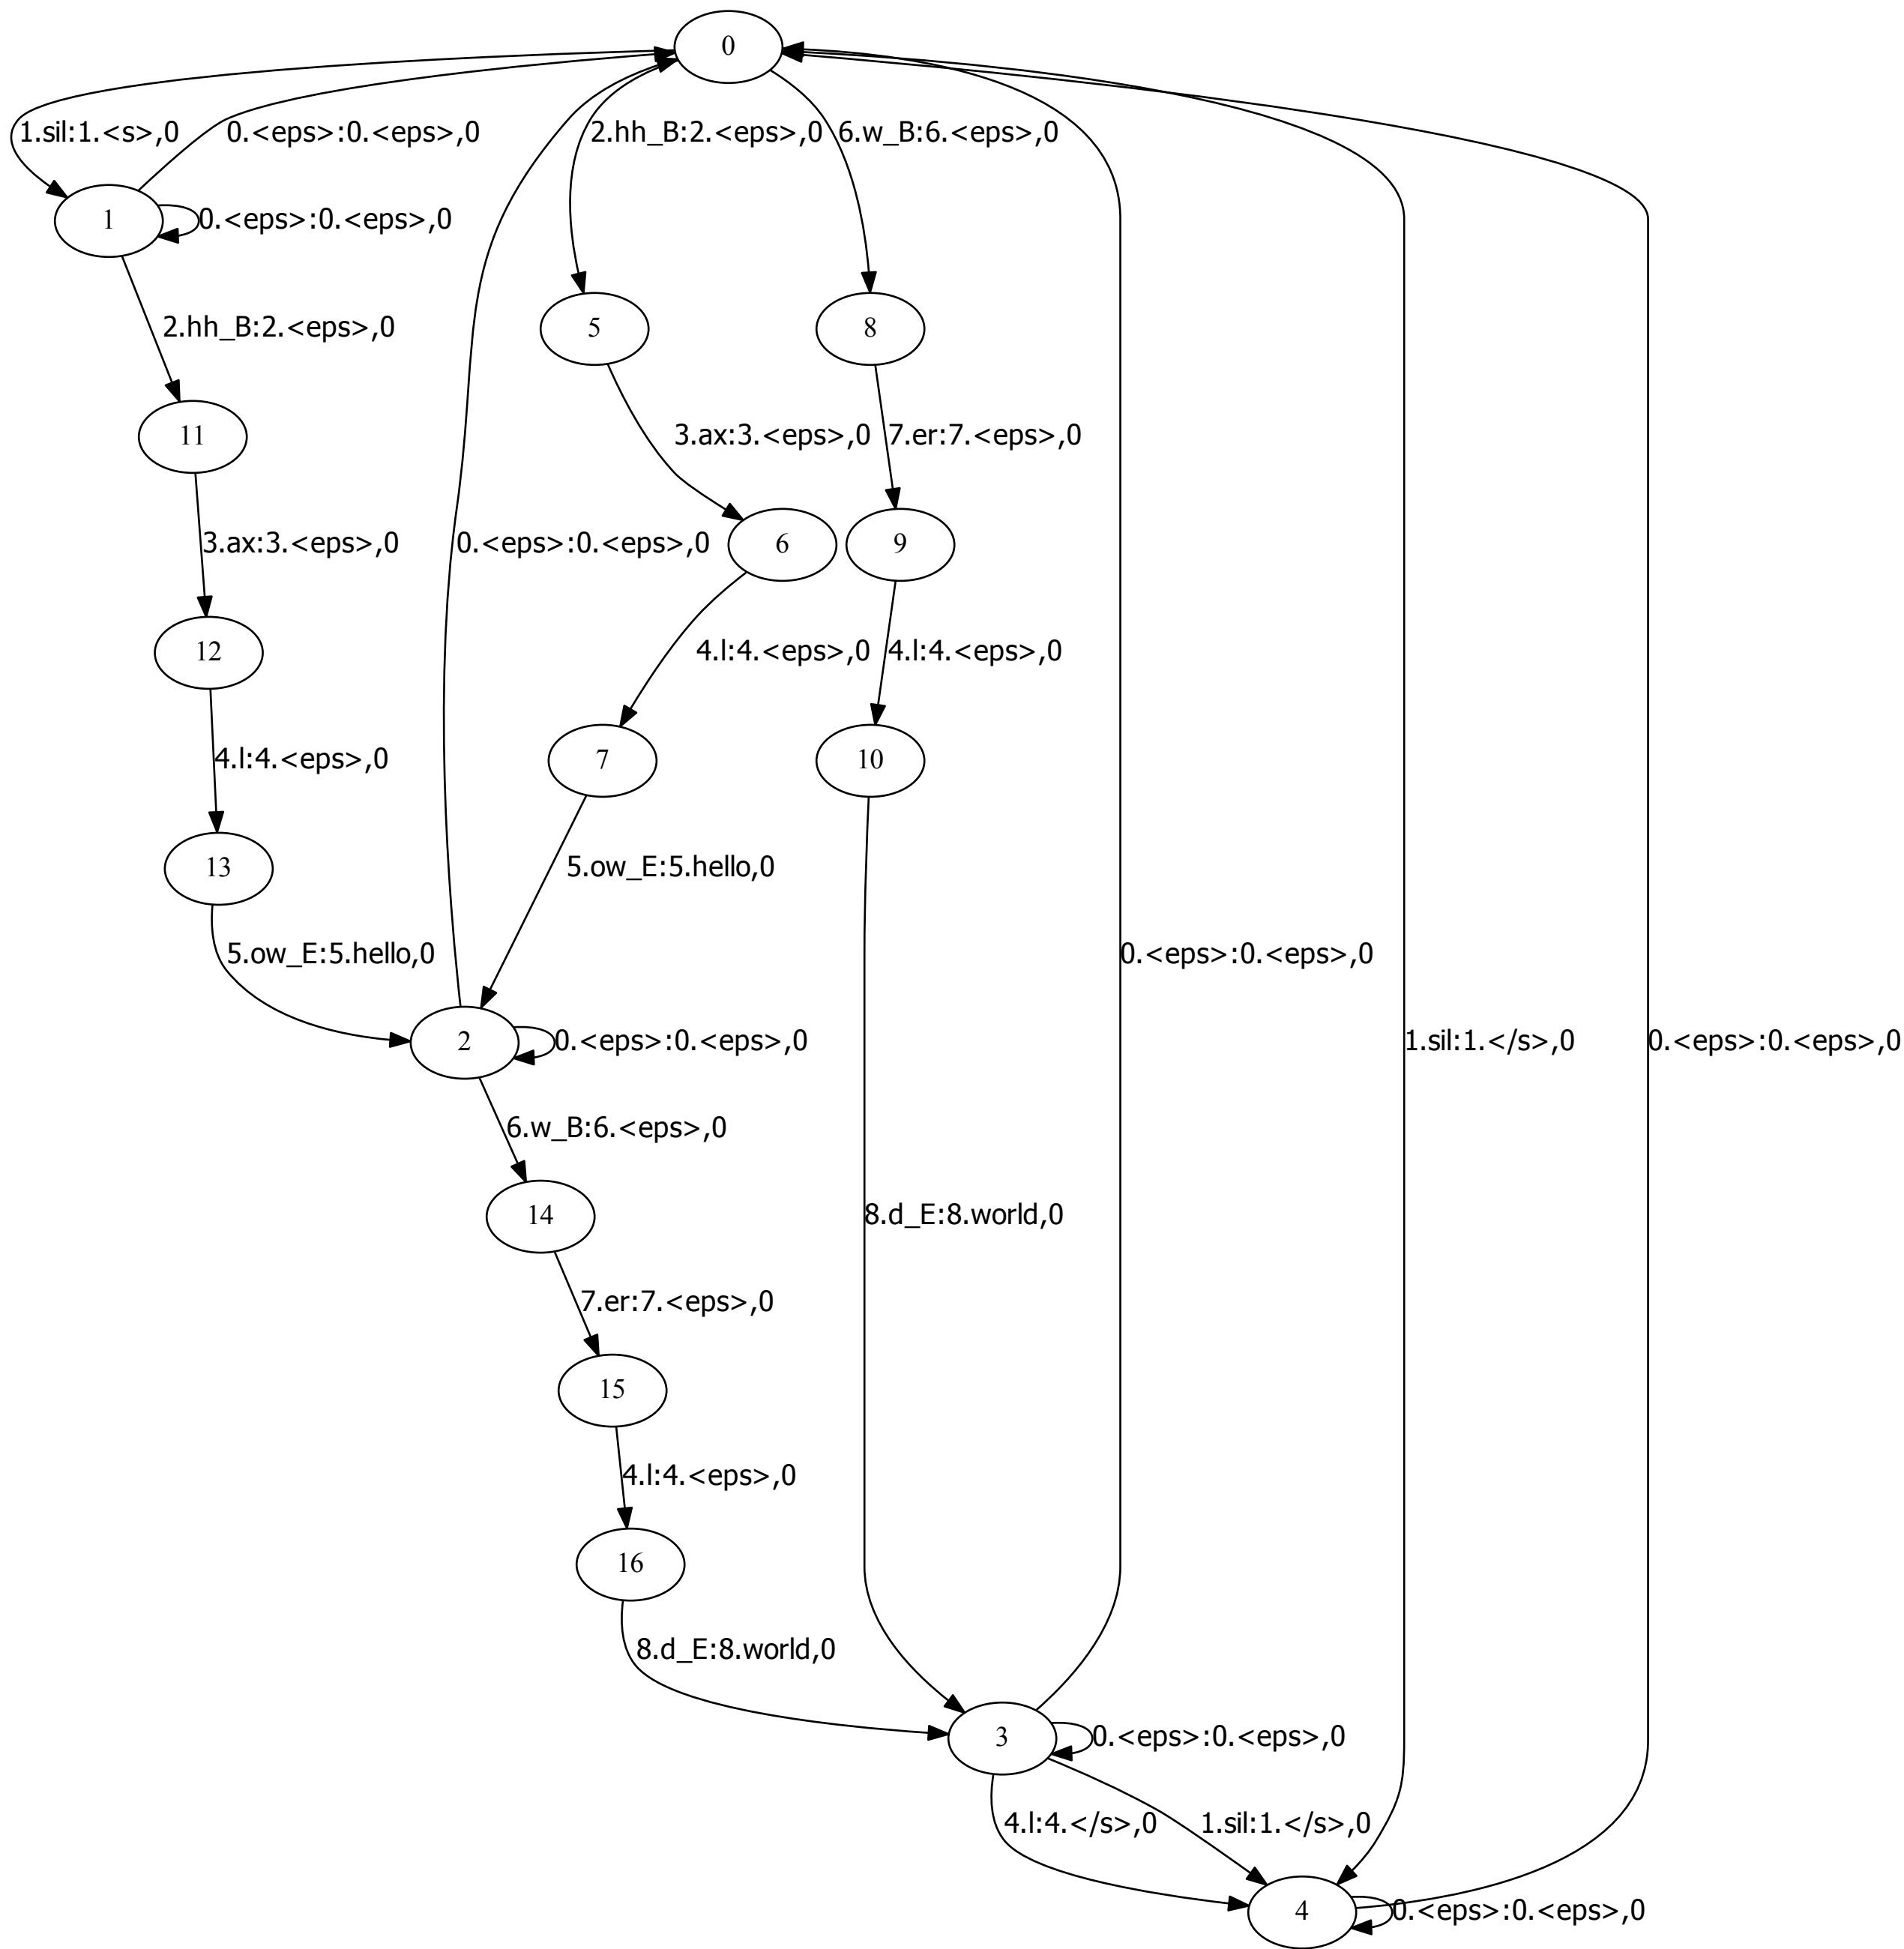 0
1.sil:1.<s>,0
0.<eps>:0.<eps>,0
2.hh_B:2.<eps>,0
6.w_B:6.<eps>,0
1
0.<eps>:0.<eps>,0
2.hh_B:2.<eps>,0
5
8
11
3.ax:3.<eps>,0
7.er:7.<eps>,0
3.ax:3.<eps>,0
0.<eps>:0.<eps>,0
6
9
12
4.l:4.<eps>,0
4.l:4.<eps>,0
4.l:4.<eps>,0
7
10
13
5.ow_E:5.hello,0
5.ow_E:5.hello,0
0.<eps>:0.<eps>,0
2
0.<eps>:0.<eps>,0
1.sil:1.</s>,0
0.<eps>:0.<eps>,0
6.w_B:6.<eps>,0
14
8.d_E:8.world,0
7.er:7.<eps>,0
15
4.l:4.<eps>,0
16
8.d_E:8.world,0
3
0.<eps>:0.<eps>,0
4.l:4.</s>,0
1.sil:1.</s>,0
4
0.<eps>:0.<eps>,0